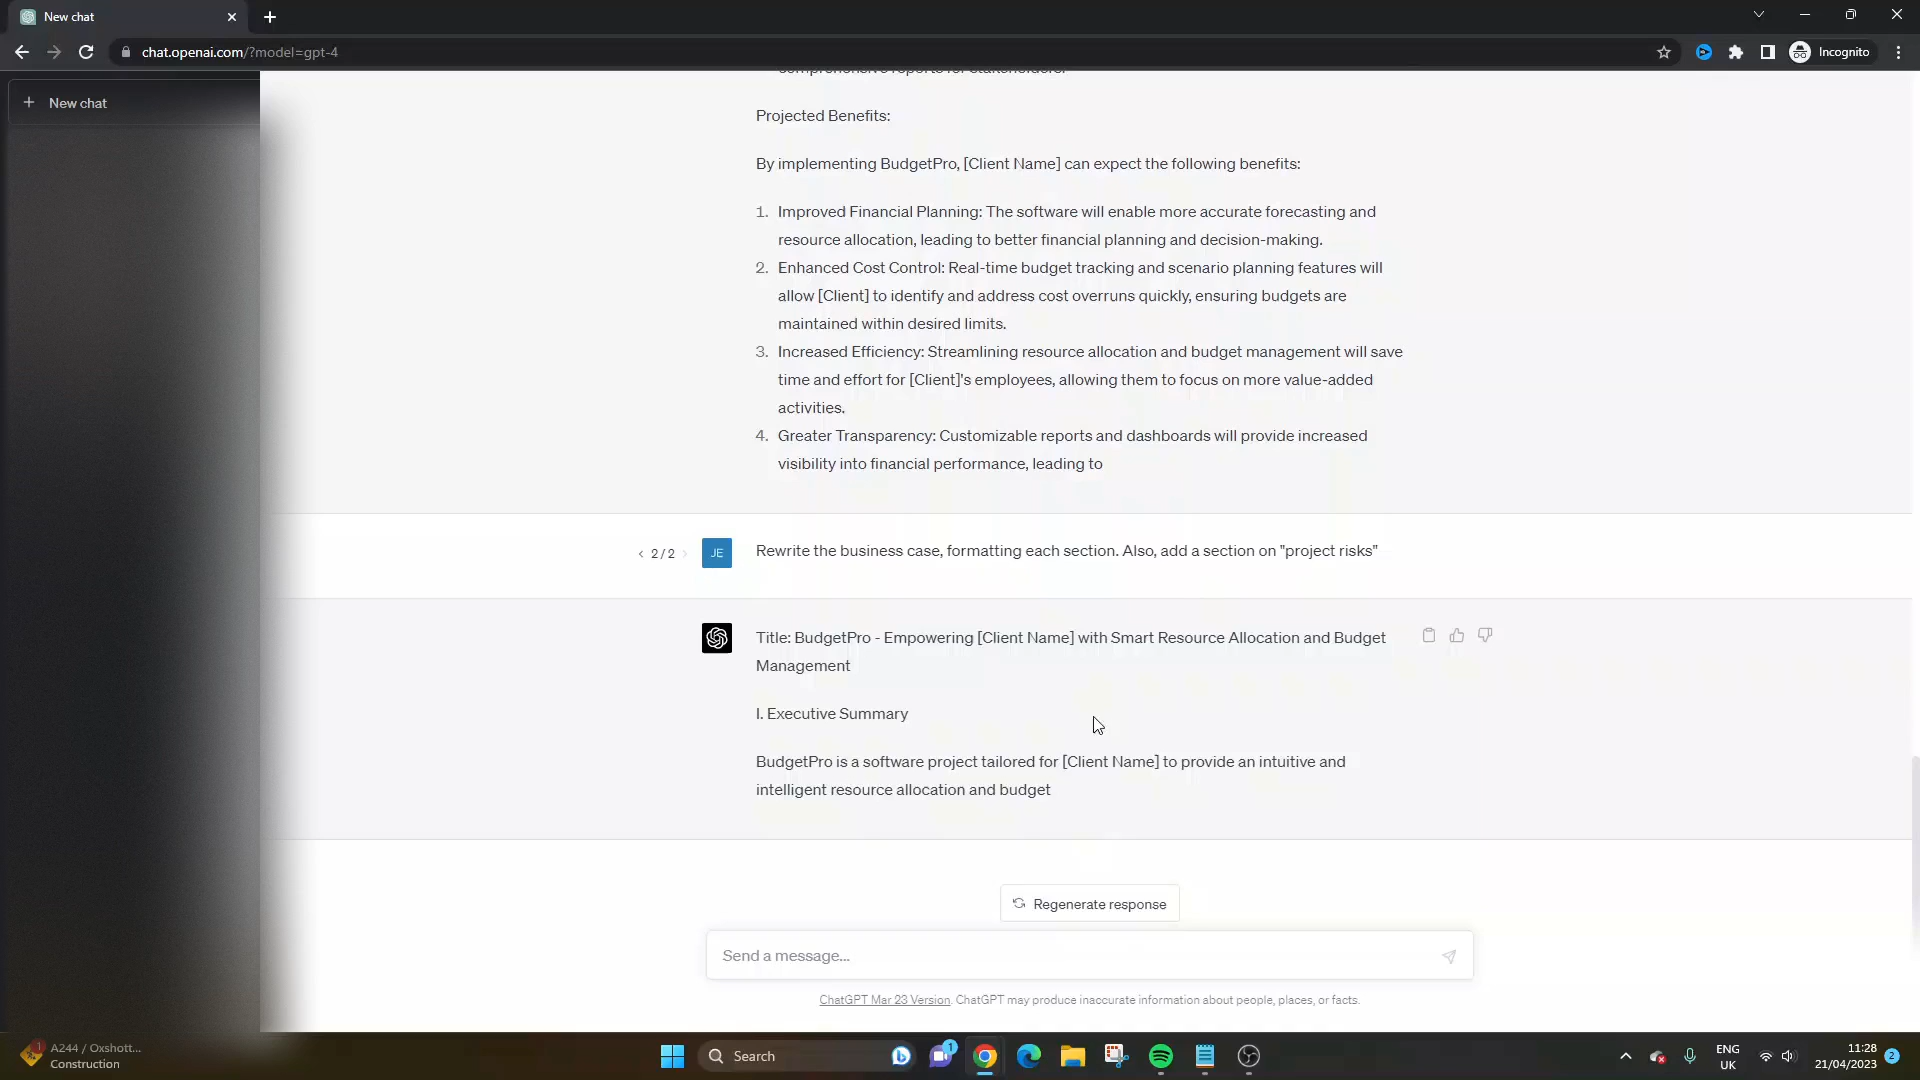 New chat
chat.openai.com/?model=gpt-4
Incognito
+ New chat
comprehensive reports for stakeholders.
Projected Benefits:
By implementing BudgetPro, [Client Name] can expect the following benefits:
1. Improved Financial Planning: The software will enable more accurate forecasting and
resource allocation, leading to better financial planning and decision-making.
2. Enhanced Cost Control: Real-time budget tracking and scenario planning features will
allow [Client] to identify and address cost overruns quickly, ensuring budgets are
maintained within desired limits.
3. Increased Efficiency: Streamlining resource allocation and budget management will save
time and effort for [Client]'s employees, allowing them to focus on more value-added
activities.
4. Greater Transparency: Customizable reports and dashboards will provide increased
visibility into financial performance, leading to
< 2 / 2 >
JE
Rewrite the business case, formatting each section. Also, add a section on "project risks"
Title: BudgetPro - Empowering [Client Name] with Smart Resource Allocation and Budget
Management
I. Executive Summary
BudgetPro is a software project tailored for [Client Name] to provide an intuitive and
intelligent resource allocation and budget
Regenerate response
Send a message...
ChatGPT Mar 23 Version. ChatGPT may produce inaccurate information about people, places, or facts.
1
A244 / Oxshott...
Construction
Search
1
ENG
UK
11:28
21/04/2023
2